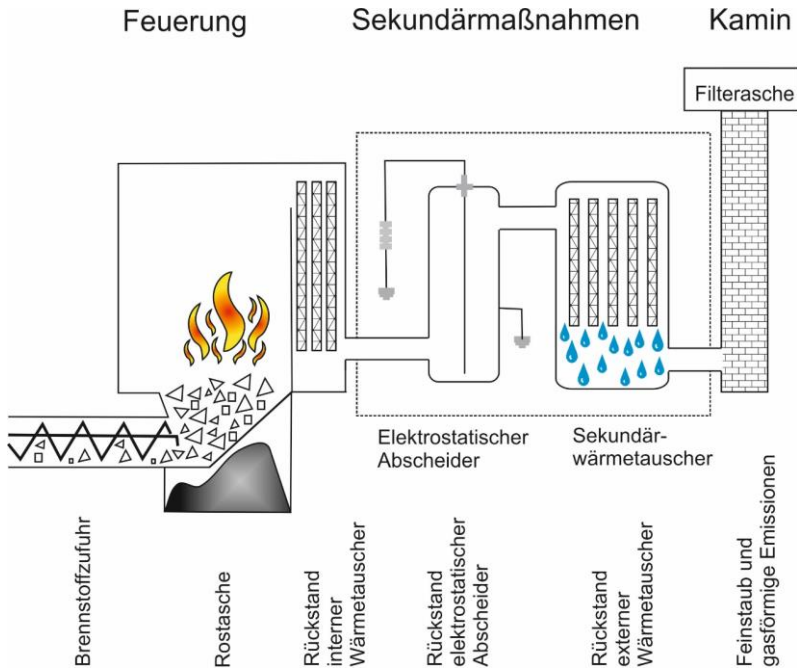 Feuerung
Sekundärmaßnahmen
Kamin
Filterasche
Elektrostatischer
Abscheider
Sekundär-
wärmetauscher
Brennstoffzufuhr
Rostasche
Rückstand
interner
Wärmetauscher
Rückstand
elektrostatischer
Abscheider
Rückstand
externer
Wärmetauscher
Feinstaub und
gasförmige Emissionen